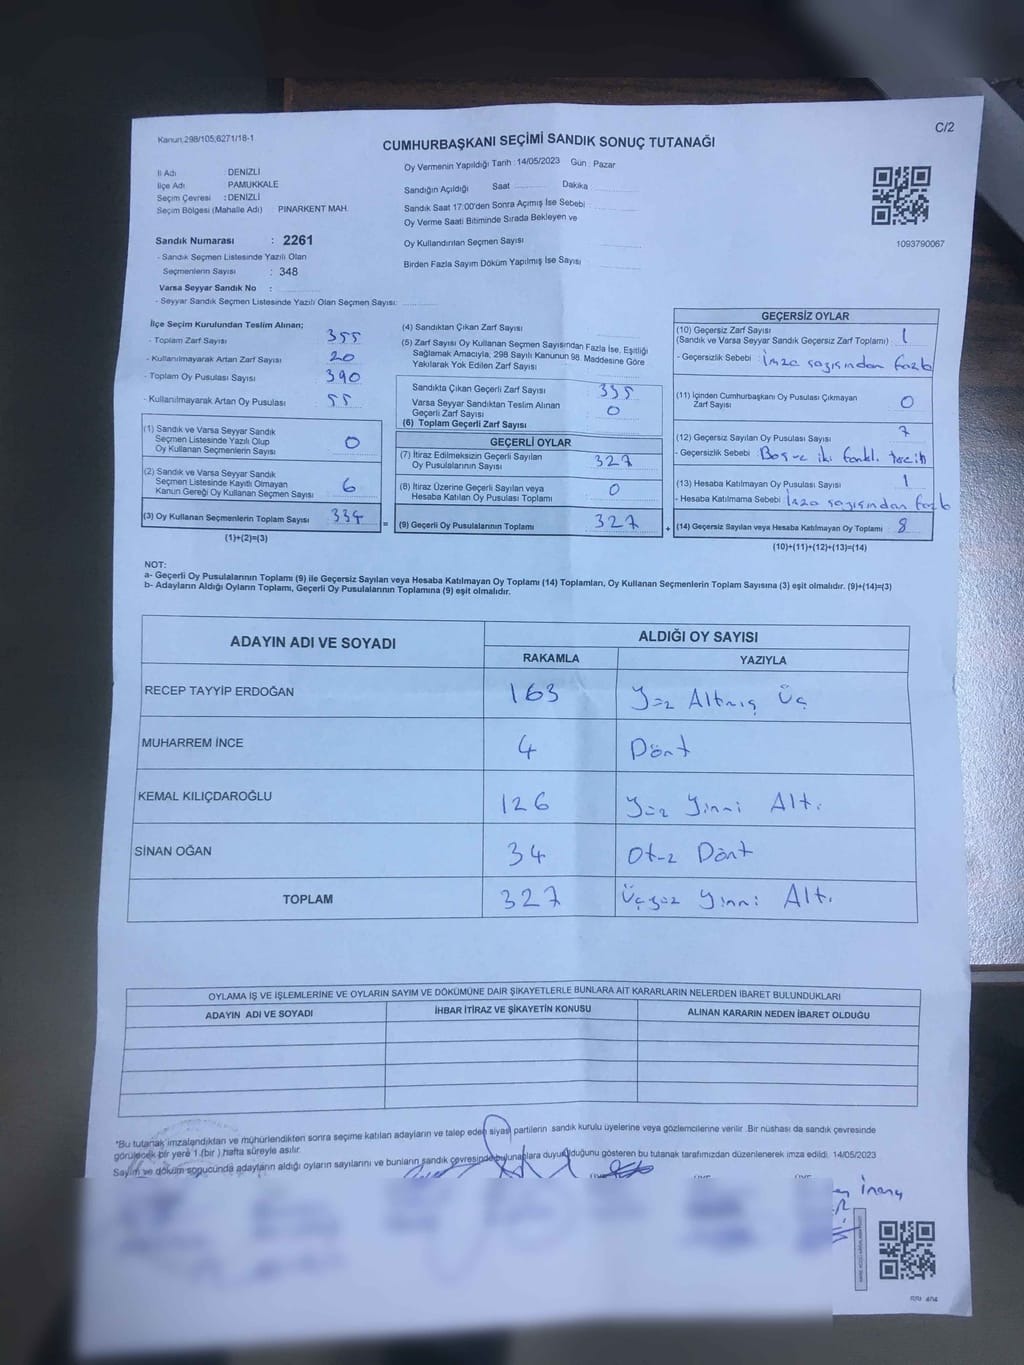 Kanun,298/105;6271/18-1
C/2
CUMHURBAŞKANI SEÇİMİ SANDIK SONUÇ TUTANAĞI
İl Adı : DENİZLİ
İlçe Adı : PAMUKKALE
Seçim Çevresi : DENİZLİ
Seçim Bölgesi (Mahalle Adı) : PINARKENT MAH.
Oy Vermenin Yapıldığı Tarih : 14/05/2023 Gün : Pazar
Sandığın Açıldığı Saat Dakika
Sandık Saat 17:00'den Sonra Açımış İse Sebebi :
Oy Verme Saati Bitiminde Sırada Bekleyen ve
Oy Kullandırılan Seçmen Sayısı
Birden Fazla Sayım Döküm Yapılmış İse Sayısı
1093790067
Sandık Numarası : 2261
- Sandık Seçmen Listesinde Yazılı Olan
Seçmenlerin Sayısı : 348
Varsa Seyyar Sandık No :
- Seyyar Sandık Seçmen Listesinde Yazılı Olan Seçmen Sayısı:
İlçe Seçim Kurulundan Teslim Alınan;
- Toplam Zarf Sayısı 355
- Kullanılmayarak Artan Zarf Sayısı 20
- Toplam Oy Pusulası Sayısı 390
- Kullanılmayarak Artan Oy Pusulası 55
(1) Sandık ve Varsa Seyyar Sandık
Seçmen Listesinde Yazılı Olup
Oy Kullanan Seçmenlerin Sayısı 0
(2) Sandık ve Varsa Seyyar Sandık
Seçmen Listesinde Kayıtlı Olmayan
Kanun Gereği Oy Kullanan Seçmen Sayısı 6
(3) Oy Kullanan Seçmenlerin Toplam Sayısı 334 =
(1)+(2)=(3)
(4) Sandıktan Çıkan Zarf Sayısı
(5) Zarf Sayısı Oy Kullanan Seçmen Sayısından Fazla İse, Eşitliği
Sağlamak Amacıyla, 298 Sayılı Kanunun 98. Maddesine Göre
Yakılarak Yok Edilen Zarf Sayısı
Sandıkta Çıkan Geçerli Zarf Sayısı 335
Varsa Seyyar Sandıktan Teslim Alınan
Geçerli Zarf Sayısı 0
(6) Toplam Geçerli Zarf Sayısı
GEÇERLİ OYLAR
(7) İtiraz Edilmeksizin Geçerli Sayılan
Oy Pusulalarının Sayısı 327
(8) İtiraz Üzerine Geçerli Sayılan veya
Hesaba Katılan Oy Pusulası Toplamı 0
(9) Geçerli Oy Pusulalarının Toplamı 327 +
GEÇERSİZ OYLAR
(10) Geçersiz Zarf Sayısı
(Sandık ve Varsa Seyyar Sandık Geçersiz Zarf Toplamı) 1
- Geçersizlik Sebebi İmza sayısından fazla
(11) İçinden Cumhurbaşkanı Oy Pusulası Çıkmayan
Zarf Sayısı 0
(12) Geçersiz Sayılan Oy Pusulası Sayısı 7
- Geçersizlik Sebebi Boş ve iki farklı tercih
(13) Hesaba Katılmayan Oy Pusulası Sayısı 1
- Hesaba Katılmama Sebebi İmza sayısından fazla
(14) Geçersiz Sayılan veya Hesaba Katılmayan Oy Toplamı 8
(10)+(11)+(12)+(13)=(14)
NOT:
a- Geçerli Oy Pusulalarının Toplamı (9) ile Geçersiz Sayılan veya Hesaba Katılmayan Oy Toplamı (14) Toplamları, Oy Kullanan Seçmenlerin Toplam Sayısına (3) eşit olmalıdır. (9)+(14)=(3)
b- Adayların Aldığı Oyların Toplamı, Geçerli Oy Pusulalarının Toplamına (9) eşit olmalıdır.
ADAYIN ADI VE SOYADI ALDIĞI OY SAYISI
RAKAMLA YAZIYLA
RECEP TAYYİP ERDOĞAN 163 Yüz Altmış Üç
MUHARREM İNCE 4 Dört
KEMAL KILIÇDAROĞLU 126 Yüz Yirmi Altı
SİNAN OĞAN 34 Otuz Dört
TOPLAM 327 Üçyüz Yirmi Altı
OYLAMA İŞ VE İŞLEMLERİNE VE OYLARIN SAYIM VE DÖKÜMÜNE DAİR ŞİKAYETLERLE BUNLARA AİT KARARLARIN NELERDEN İBARET BULUNDUKLARI
ADAYIN ADI VE SOYADI İHBAR İTİRAZ VE ŞİKAYETİN KONUSU ALINAN KARARIN NEDEN İBARET OLDUĞU
*Bu tutanak imzalandıktan ve mühürlendikten sonra seçime katılan adayların ve talep eden siyasi partilerin sandık kurulu üyelerine veya gözlemcilerine verilir .Bir nüshası da sandık çevresinde
görülecek bir yere 1 (bir ) hafta süreyle asılır.
Sayım ve döküm sonucunda adayların aldığı oyların sayılarını ve bunların sandık çevresinde bulunanlara duyurulduğunu gösteren bu tutanak tarafımızdan düzenlenerek imza edildi. 14/05/2023